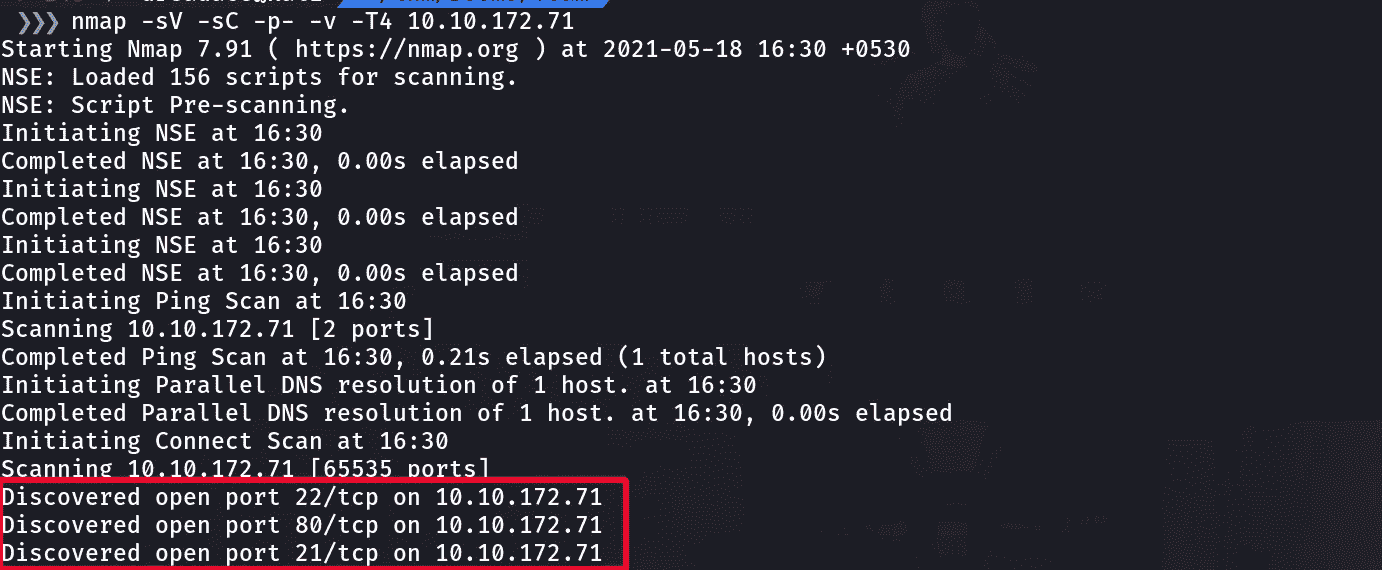 ❯❯❯ nmap -sV -sC -p- -v -T4 10.10.172.71
Starting Nmap 7.91 ( https://nmap.org ) at 2021-05-18 16:30 +0530
NSE: Loaded 156 scripts for scanning.
NSE: Script Pre-scanning.
Initiating NSE at 16:30
Completed NSE at 16:30, 0.00s elapsed
Initiating NSE at 16:30
Completed NSE at 16:30, 0.00s elapsed
Initiating NSE at 16:30
Completed NSE at 16:30, 0.00s elapsed
Initiating Ping Scan at 16:30
Scanning 10.10.172.71 [2 ports]
Completed Ping Scan at 16:30, 0.21s elapsed (1 total hosts)
Initiating Parallel DNS resolution of 1 host. at 16:30
Completed Parallel DNS resolution of 1 host. at 16:30, 0.00s elapsed
Initiating Connect Scan at 16:30
Scanning 10.10.172.71 [65535 ports]
Discovered open port 22/tcp on 10.10.172.71
Discovered open port 80/tcp on 10.10.172.71
Discovered open port 21/tcp on 10.10.172.71